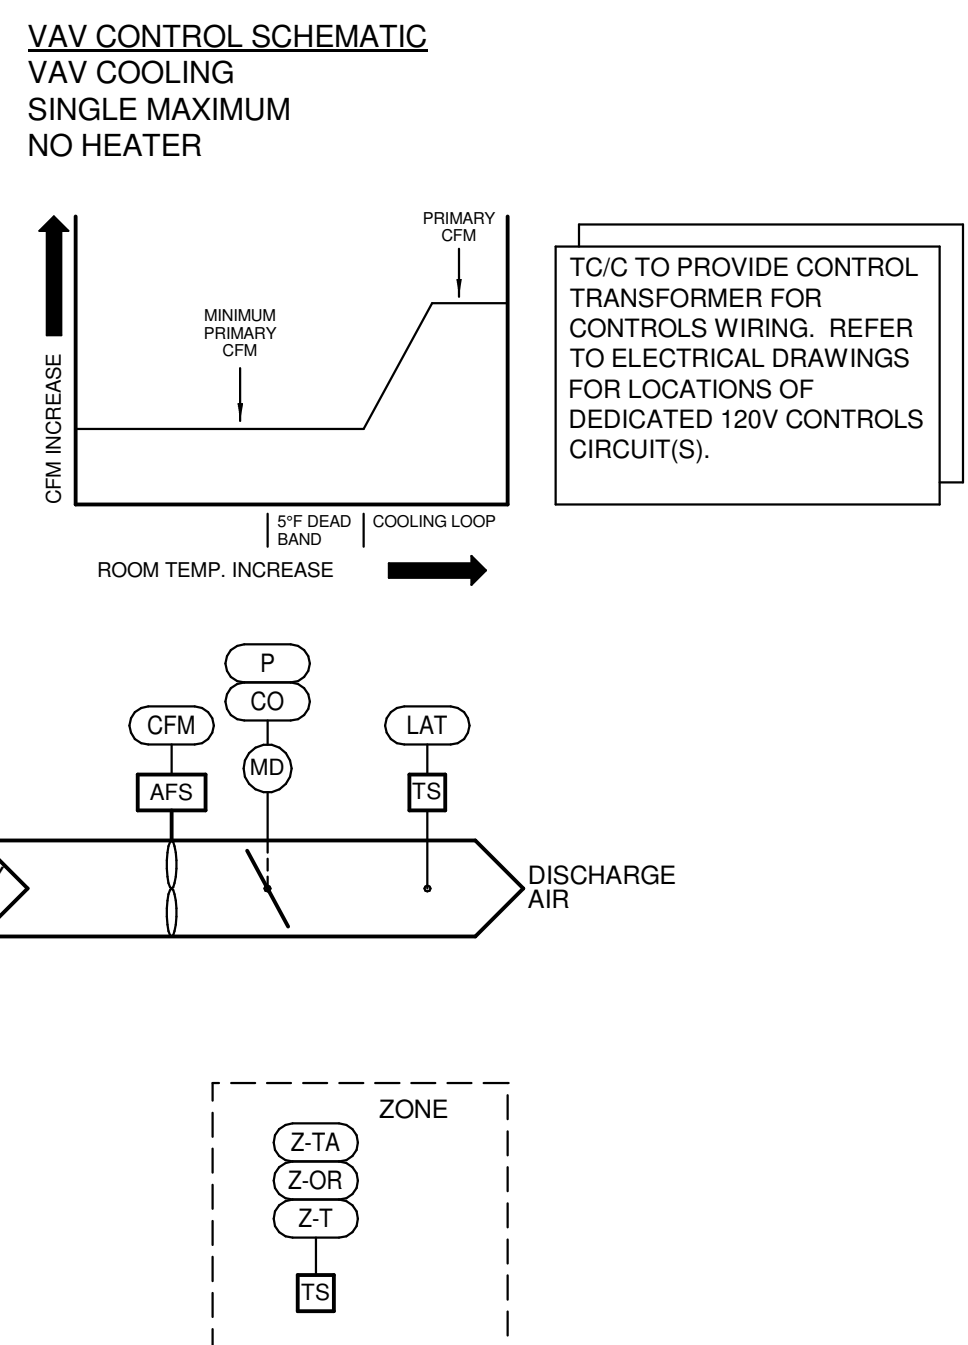 VAV CONTROL SCHEMATIC
VAV COOLING
SINGLE MAXIMUM
NO HEATER
PRIMARY
CFM
MINIMUM
PRIMARY
CFM
CFM INCREASE
5°F DEAD
BAND
COOLING LOOP
ROOM TEMP. INCREASE
TC/C TO PROVIDE CONTROL
TRANSFORMER FOR
CONTROLS WIRING.  REFER
TO ELECTRICAL DRAWINGS
FOR LOCATIONS OF
DEDICATED 120V CONTROLS
CIRCUIT(S).
P
CO
CFM
LAT
MD
AFS
TS
DISCHARGE
AIR
ZONE
Z-TA
Z-OR
Z-T
TS